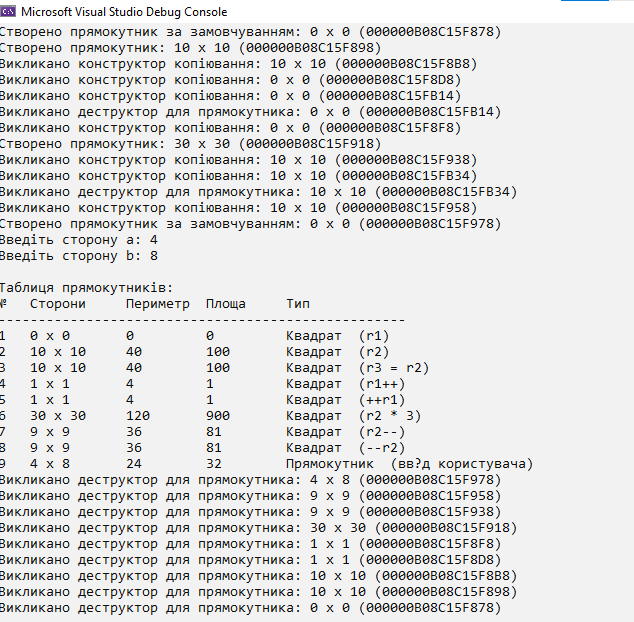 Microsoft Visual Studio Debug Console
Створено прямокутник за замовчуванням: 0 x 0 (000000B08C15F878)
Створено прямокутник: 10 x 10 (000000B08C15F898)
Викликано конструктор копіювання: 10 x 10 (000000B08C15F8B8)
Викликано конструктор копіювання: 0 x 0 (000000B08C15F8D8)
Викликано конструктор копіювання: 0 x 0 (000000B08C15FB14)
Викликано деструктор для прямокутника: 0 x 0 (000000B08C15FB14)
Викликано конструктор копіювання: 0 x 0 (000000B08C15F8F8)
Створено прямокутник: 30 x 30 (000000B08C15F918)
Викликано конструктор копіювання: 10 x 10 (000000B08C15F938)
Викликано конструктор копіювання: 10 x 10 (000000B08C15FB34)
Викликано деструктор для прямокутника: 10 x 10 (000000B08C15FB34)
Викликано конструктор копіювання: 10 x 10 (000000B08C15F958)
Створено прямокутник за замовчуванням: 0 x 0 (000000B08C15F978)
Введіть сторону a: 4
Введіть сторону b: 8
Таблиця прямокутників:
№ Сторони Периметр Площа Тип
---------------------------------------------------
1 0 x 0 0 0 Квадрат (r1)
2 10 x 10 40 100 Квадрат (r2)
3 10 x 10 40 100 Квадрат (r3 = r2)
4 1 x 1 4 1 Квадрат (r1++)
5 1 x 1 4 1 Квадрат (++r1)
6 30 x 30 120 900 Квадрат (r2 * 3)
7 9 x 9 36 81 Квадрат (r2--)
8 9 x 9 36 81 Квадрат (--r2)
9 4 x 8 24 32 Прямокутник (вв?д користувача)
Викликано деструктор для прямокутника: 4 x 8 (000000B08C15F978)
Викликано деструктор для прямокутника: 9 x 9 (000000B08C15F958)
Викликано деструктор для прямокутника: 9 x 9 (000000B08C15F938)
Викликано деструктор для прямокутника: 30 x 30 (000000B08C15F918)
Викликано деструктор для прямокутника: 1 x 1 (000000B08C15F8F8)
Викликано деструктор для прямокутника: 1 x 1 (000000B08C15F8D8)
Викликано деструктор для прямокутника: 10 x 10 (000000B08C15F8B8)
Викликано деструктор для прямокутника: 10 x 10 (000000B08C15F898)
Викликано деструктор для прямокутника: 0 x 0 (000000B08C15F878)